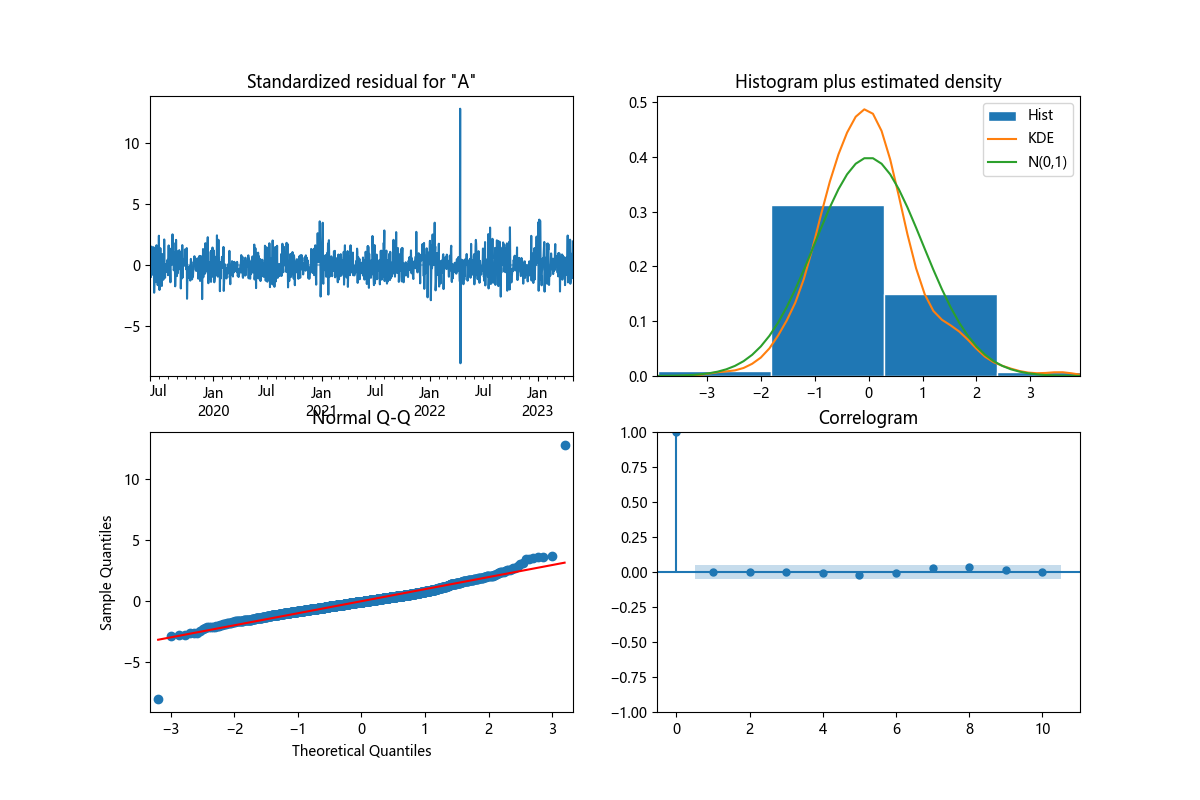 Standardized residual for "A"
10
5
0
−5
Jul
Jan
2020
Jul
Jan
2021
Jul
Jan
2022
Jul
Jan
2023
Histogram plus estimated density
Hist
KDE
N(0,1)
0.5
0.4
0.3
0.2
0.1
0.0
−3 −2 −1 0 1 2 3
Normal Q-Q
Sample Quantiles
10
5
0
−5
−3 −2 −1 0 1 2 3
Theoretical Quantiles
Correlogram
1.00
0.75
0.50
0.25
0.00
−0.25
−0.50
−0.75
−1.00
0 2 4 6 8 10